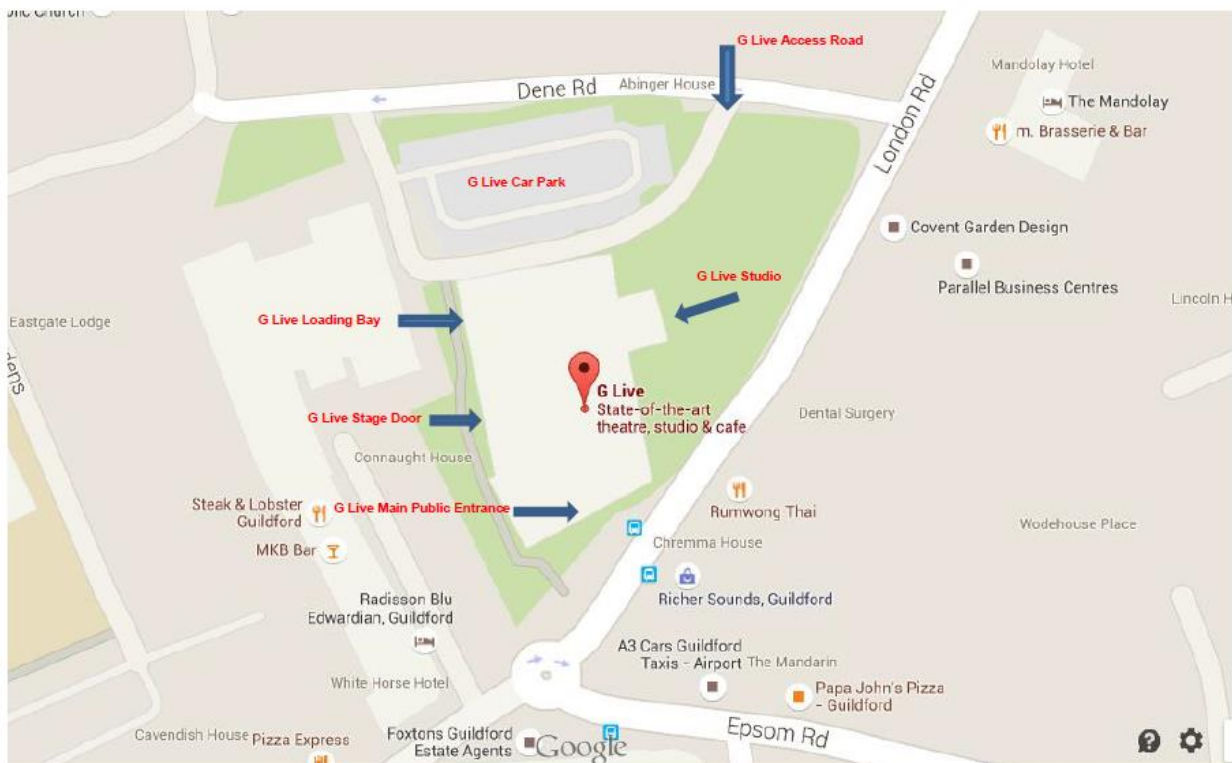 G Live Access Road
Mandolay Hotel
Dene Rd
Abinger House
The Mandolay
m. Brasserie & Bar
London Rd
G Live Car Park
Covent Garden Design
G Live Studio
Parallel Business Centres
Lincoln H
Eastgate Lodge
G Live Loading Bay
dens
G Live
State-of-the-art
theatre, studio & cafe
Dental Surgery
G Live Stage Door
Connaught House
Steak & Lobster
Guildford
G Live Main Public Entrance
Rumwong Thai
Wodehouse Place
MKB Bar
Chremma House
Radisson Blu
Edwardian, Guildford
Richer Sounds, Guildford
A3 Cars Guildford
Taxis - Airport
The Mandarin
White Horse Hotel
Papa John's Pizza
- Guildford
Cavendish House
Pizza Express
Foxtons Guildford
Estate Agents
Google
Epsom Rd